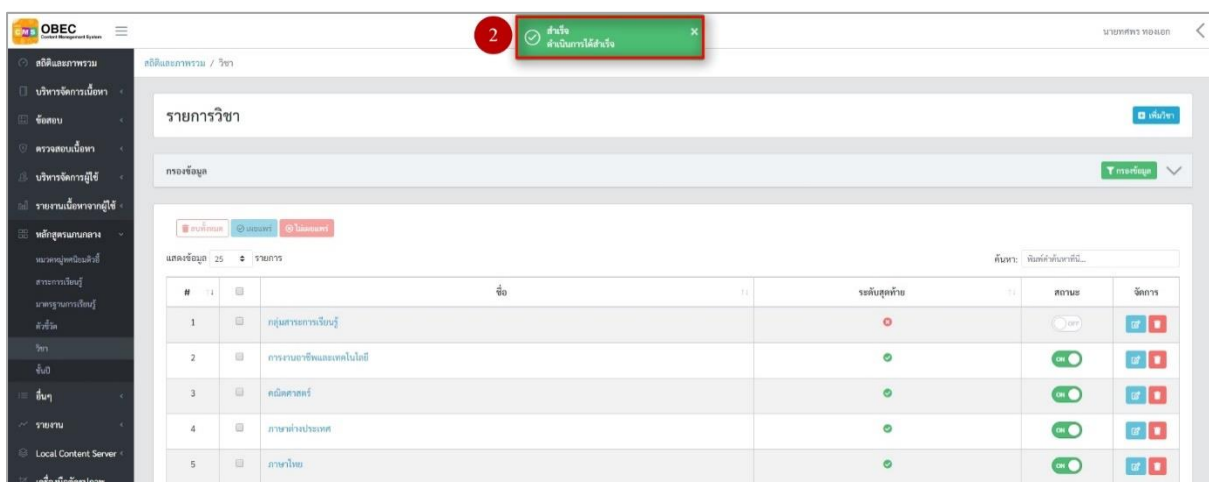 CMS OBEC
Content Management System
2
สำเร็จ
ดำเนินการได้สำเร็จ
×
นายทศพร ทองเอก
สถิติและภาพรวม
สถิติและภาพรวม / วิชา
บริหารจัดการเนื้อหา
ข้อสอบ
ตรวจสอบเนื้อหา
บริหารจัดการผู้ใช้
รายงานเนื้อหาจากผู้ใช้
หลักสูตรแกนกลาง
หมวดหมู่ทศนิยมดิวอี้
สาระการเรียนรู้
มาตรฐานการเรียนรู้
ตัวชี้วัด
วิชา
ชั้นปี
อื่นๆ
รายงาน
Local Content Server
รายการวิชา
เพิ่มวิชา
กรองข้อมูล
กรองข้อมูล
ลบทั้งหมด เผยแพร่ ไม่เผยแพร่
แสดงข้อมูล 25 รายการ
ค้นหา: พิมพ์คำค้นหาที่นี่...
# ชื่อ ระดับสุดท้าย สถานะ จัดการ
1 กลุ่มสาระการเรียนรู้ OFF
2 การงานอาชีพและเทคโนโลยี ON
3 คณิตศาสตร์ ON
4 ภาษาต่างประเทศ ON
5 ภาษาไทย ON